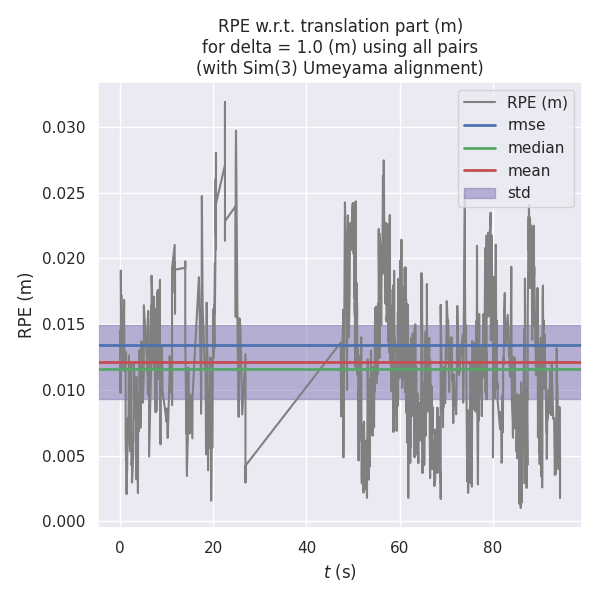 RPE w.r.t. translation part (m)
for delta = 1.0 (m) using all pairs
(with Sim(3) Umeyama alignment)
RPE (m)
rmse
median
mean
std
0.030
0.025
0.020
0.015
0.010
0.005
0.000
RPE (m)
0
20
40
60
80
t (s)